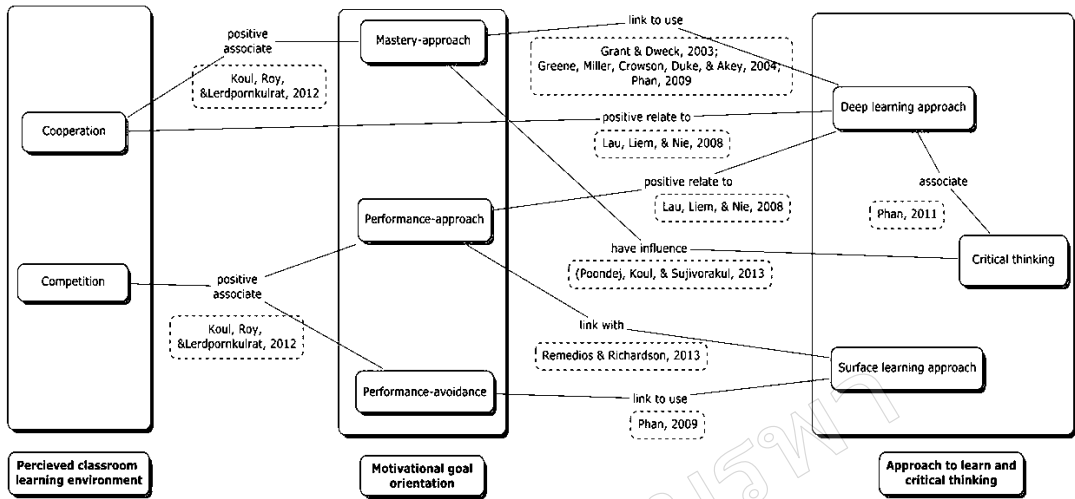 link to use
positive
associate
Mastery-approach
Grant & Dweck, 2003;
Greene, Miller, Crowson, Duke, & Akey, 2004;
Phan, 2009
Koul, Roy,
&Lerdpornkulrat, 2012
Deep learning approach
Cooperation
positive relate to
Lau, Liem, & Nie, 2008
positive relate to
associate
Lau, Liem, & Nie, 2008
Performance-approach
Phan, 2011
have influence
Critical thinking
Competition
positive
associate
(Poondej, Koul, & Sujivorakul, 2013
Koul, Roy,
&Lerdpornkulrat, 2012
link with
Remedios & Richardson, 2013
Surface learning approach
Performance-avoidance
link to use
Phan, 2009
Percieved classroom
learning environment
Motivational goal
orientation
Approach to learn and
critical thinking